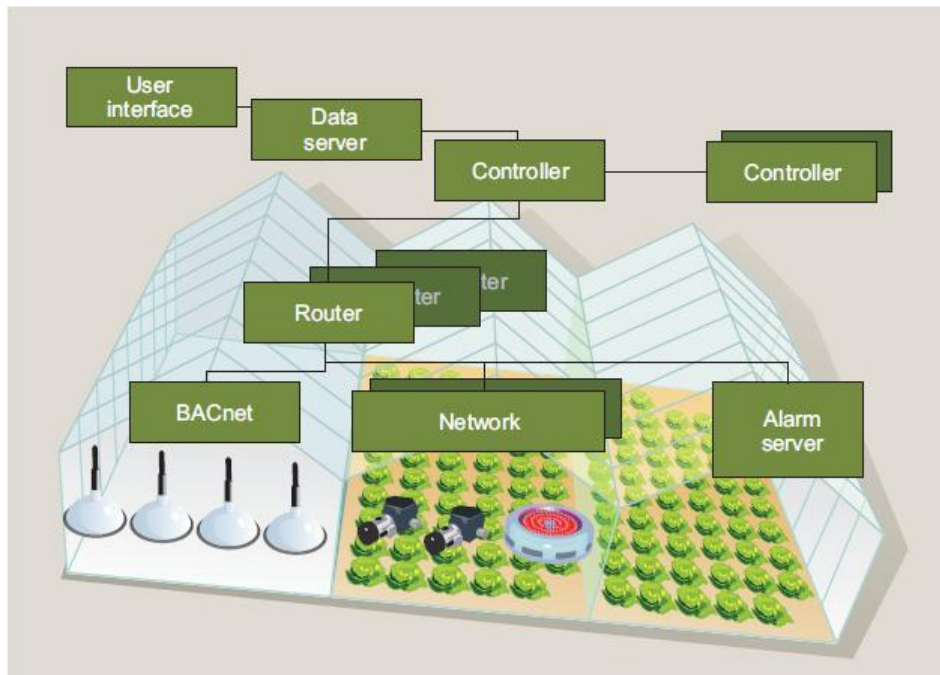 User
interface
Data
server
Controller
Controller
Router
BACnet
Network
Alarm
server